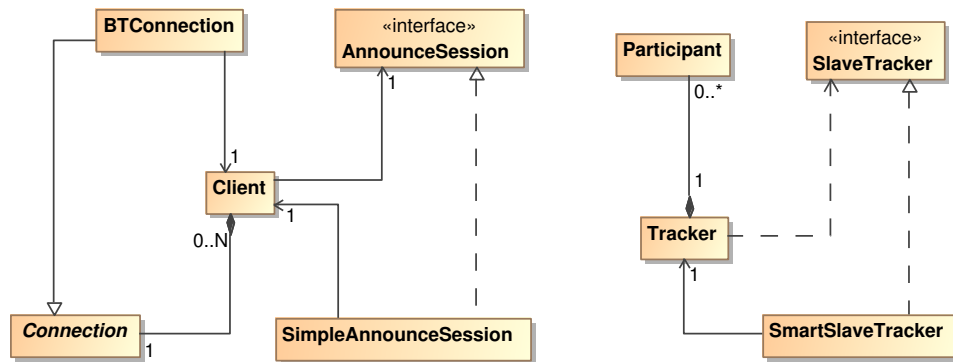 BTConnection
«interface»
AnnounceSession
1
1
Client
1
0..N
Connection
1
SimpleAnnounceSession
Participant
0..*
«interface»
SlaveTracker
1
Tracker
1
SmartSlaveTracker